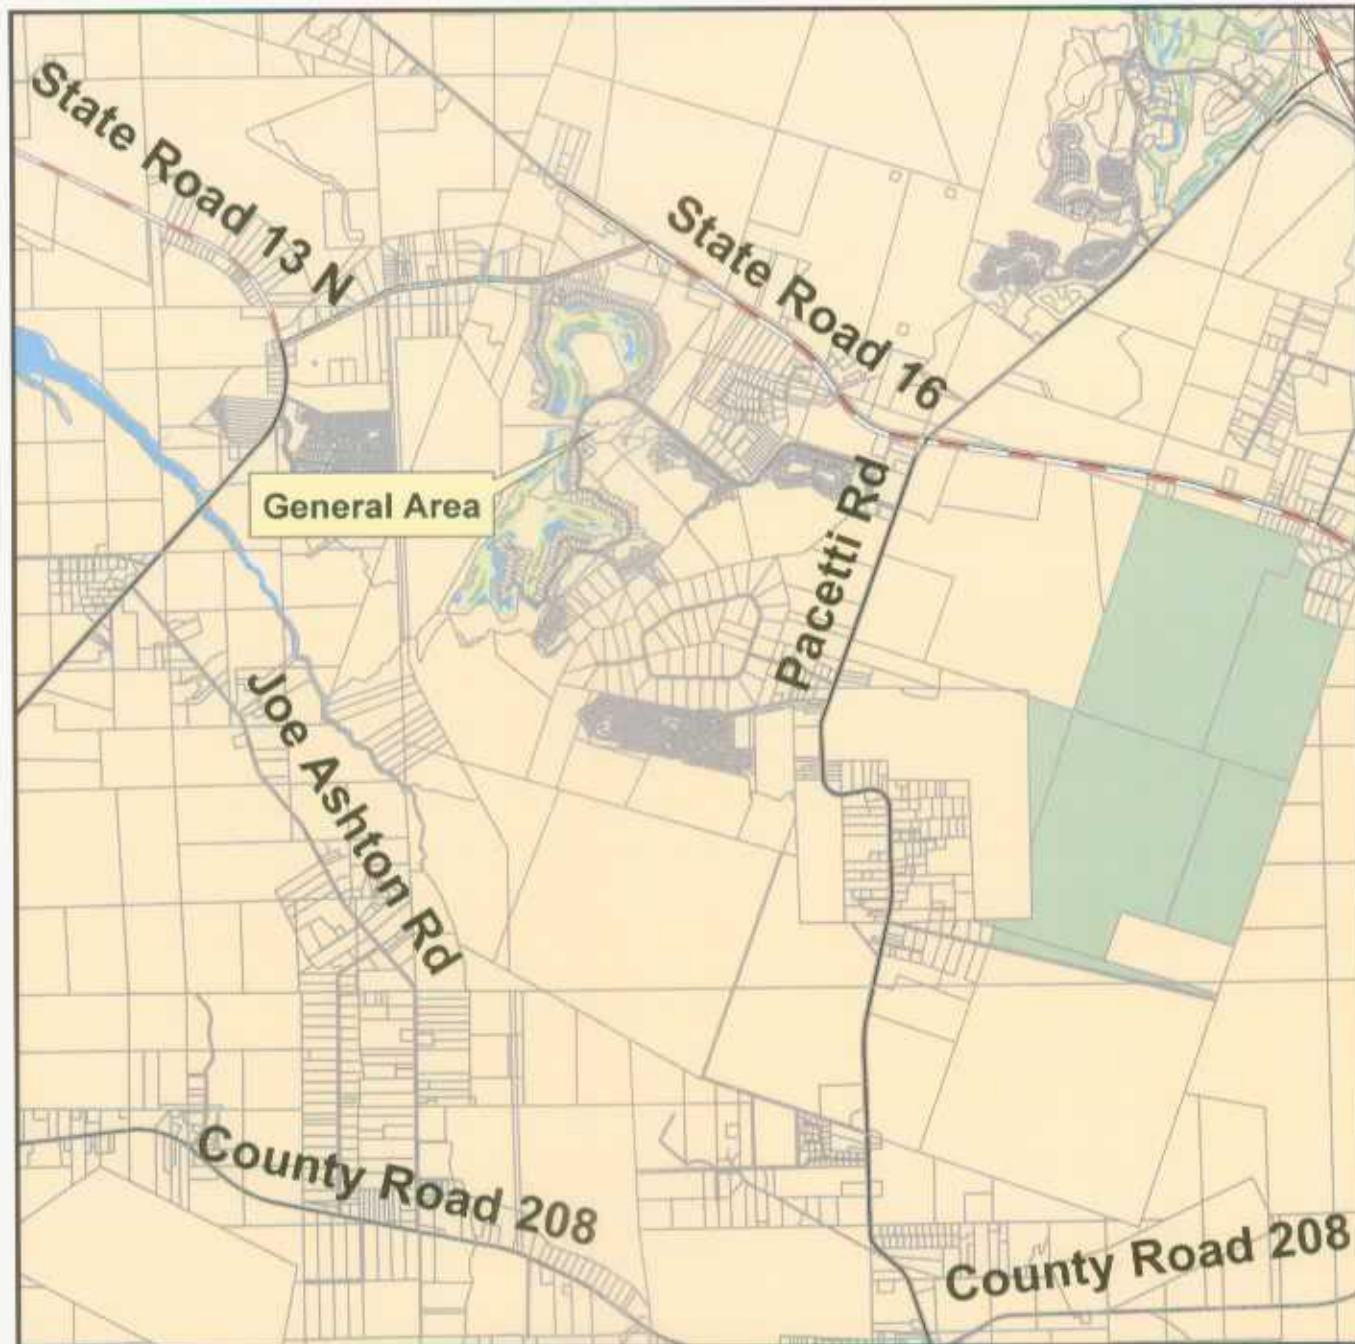 State Road 13 N
State Road 16
General Area
Pacetti Rd
Joe Ashton Rd
County Road 208
County Road 208